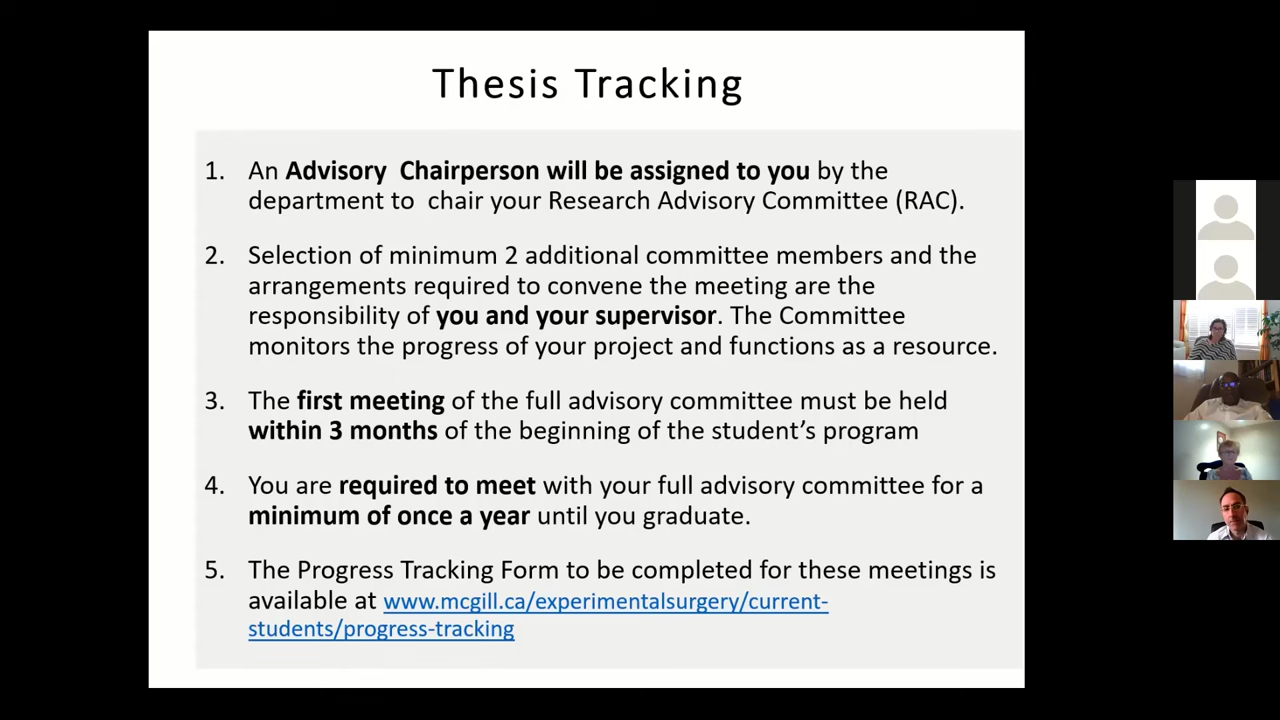 Thesis Tracking
1. An Advisory  Chairperson will be assigned to you by the
department to  chair your Research Advisory Committee (RAC).
2. Selection of minimum 2 additional committee members and the
arrangements required to convene the meeting are the
responsibility of you and your supervisor. The Committee
monitors the progress of your project and functions as a resource.
3. The first meeting of the full advisory committee must be held
within 3 months of the beginning of the student’s program
4. You are required to meet with your full advisory committee for a
minimum of once a year until you graduate.
5. The Progress Tracking Form to be completed for these meetings is
available at www.mcgill.ca/experimentalsurgery/current-
students/progress-tracking